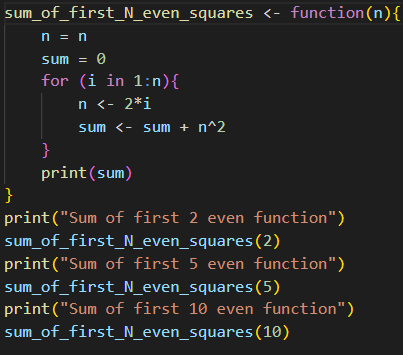 sum_of_first_N_even_squares <- function(n){
    n = n
    sum = 0
    for (i in 1:n){
        n <- 2*i
        sum <- sum + n^2
    }
    print(sum)
}
print("Sum of first 2 even function")
sum_of_first_N_even_squares(2)
print("Sum of first 5 even function")
sum_of_first_N_even_squares(5)
print("Sum of first 10 even function")
sum_of_first_N_even_squares(10)